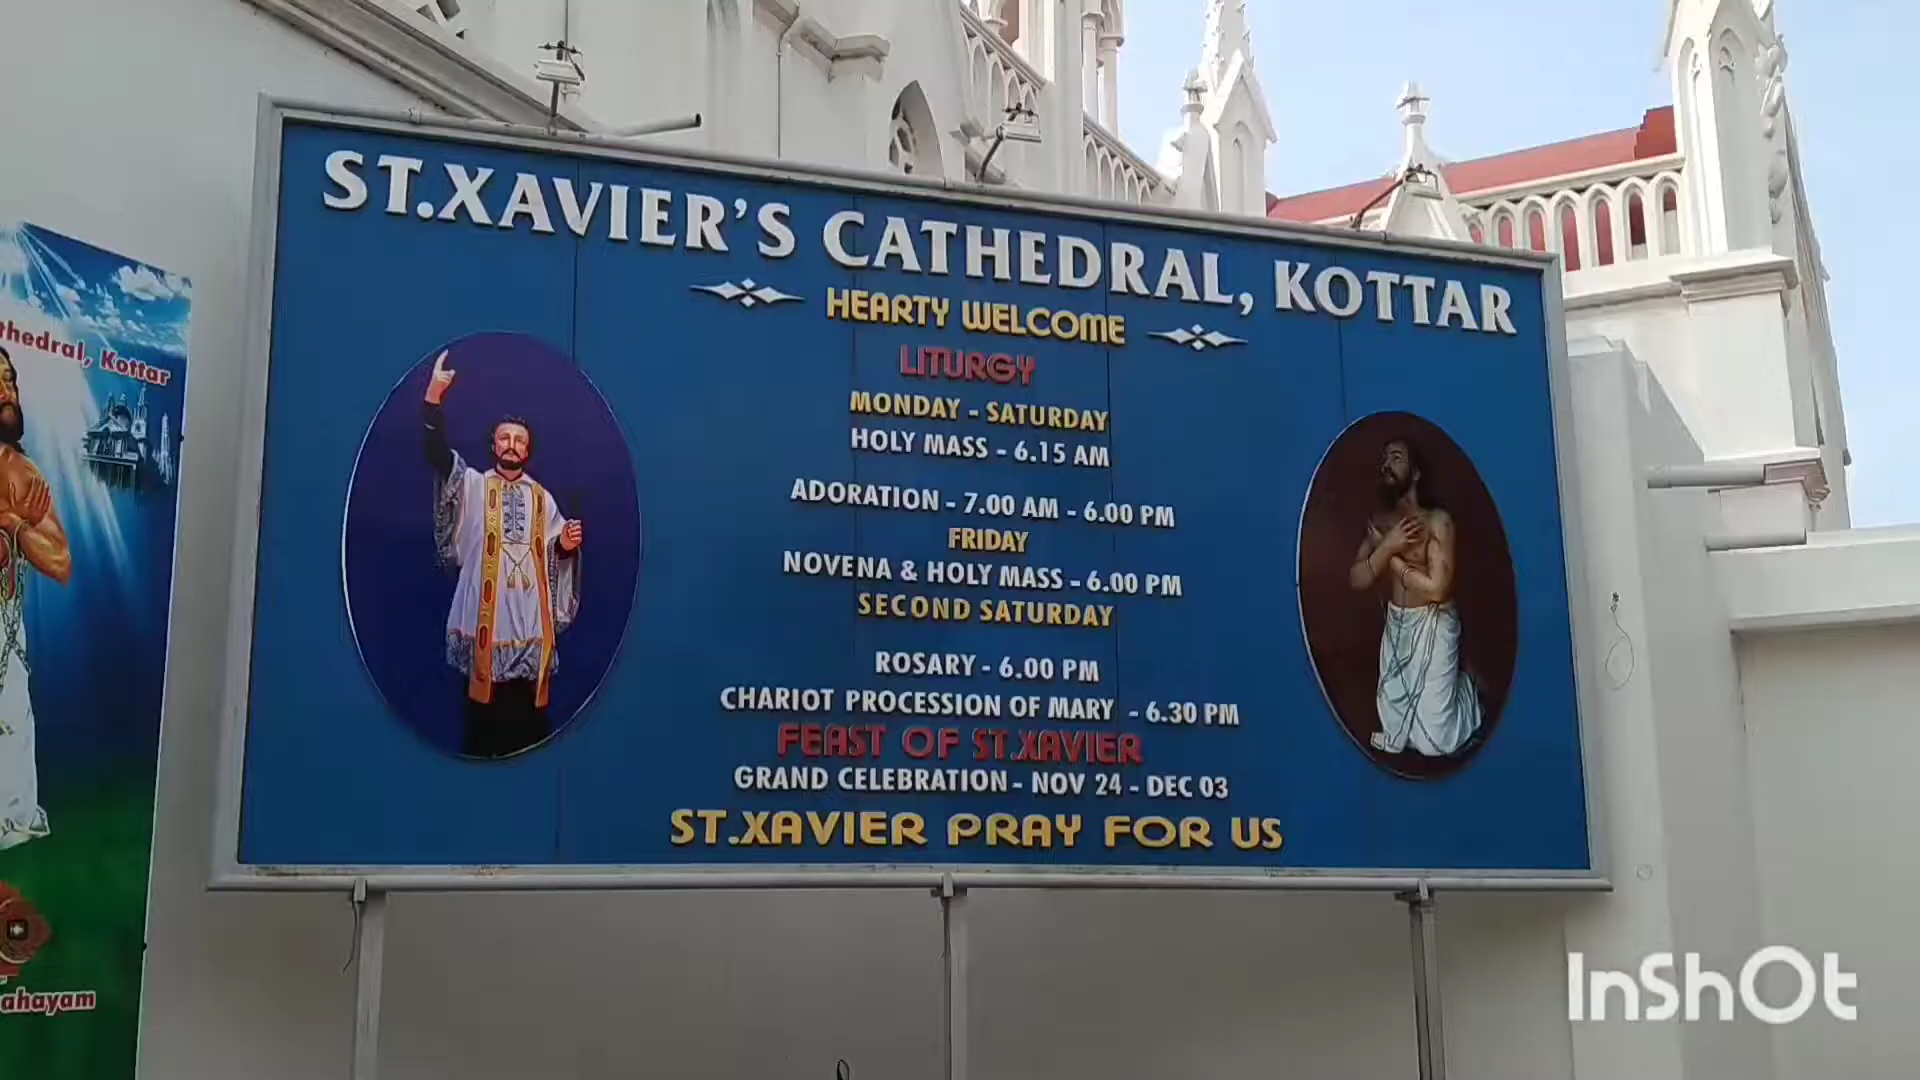 ST.XAVIER'S CATHEDRAL, KOTTAR
HEARTY WELCOME
LITURGY
MONDAY - SATURDAY
HOLY MASS - 6.15 AM
ADORATION - 7.00 AM - 6.00 PM
FRIDAY
NOVENA & HOLY MASS - 6.00 PM
SECOND SATURDAY
ROSARY - 6.00 PM
CHARIOT PROCESSION OF MARY - 6.30 PM
FEAST OF ST.XAVIER
GRAND CELEBRATION - NOV 24 - DEC 03
ST.XAVIER PRAY FOR US
thedral, Kottar
ahayam
InShOt